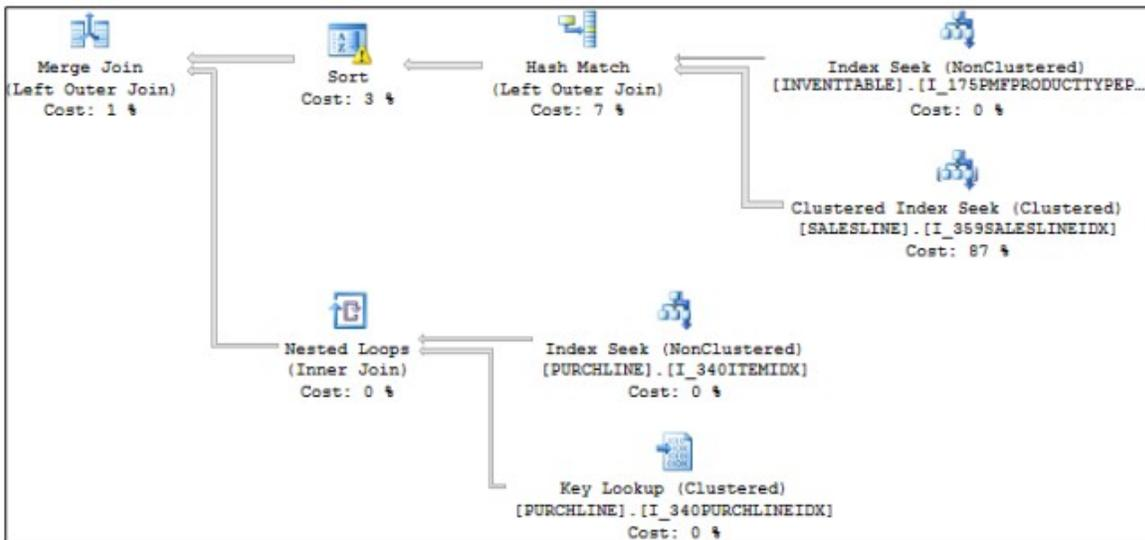 Merge Join
(Left Outer Join)
Cost: 1 %
Sort
Cost: 3 %
Hash Match
(Left Outer Join)
Cost: 7 %
Index Seek (NonClustered)
[INVENTTABLE].[I_175PMFPRODUCTTYPEP…
Cost: 0 %
Clustered Index Seek (Clustered)
[SALESLINE].[I_359SALESLINEIDX]
Cost: 87 %
Nested Loops
(Inner Join)
Cost: 0 %
Index Seek (NonClustered)
[PURCHLINE].[I_340ITEMIDX]
Cost: 0 %
Key Lookup (Clustered)
[PURCHLINE].[I_340PURCHLINEIDX]
Cost: 0 %